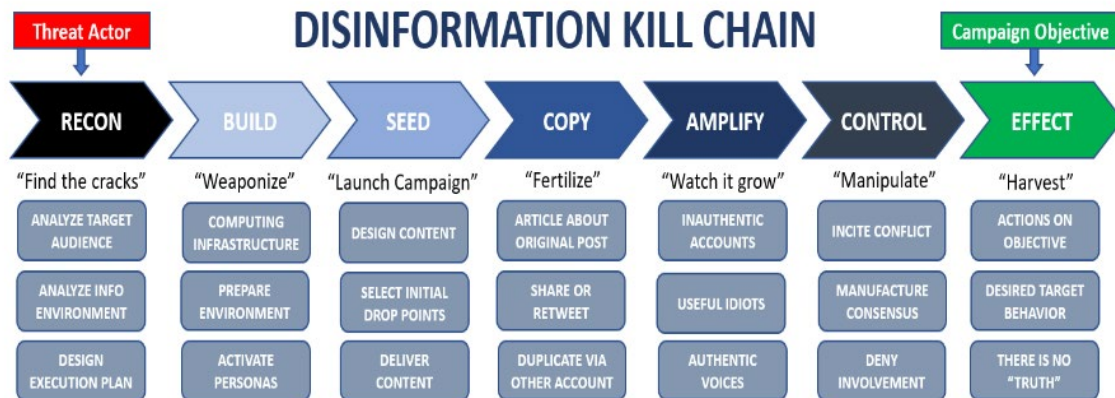 Threat Actor
DISINFORMATION KILL CHAIN
Campaign Objective
RECON
BUILD
SEED
COPY
AMPLIFY
CONTROL
EFFECT
“Find the cracks”
“Weaponize”
“Launch Campaign”
“Fertilize”
“Watch it grow”
“Manipulate”
“Harvest”
ANALYZE TARGET
AUDIENCE
COMPUTING
INFRASTRUCTURE
DESIGN CONTENT
ARTICLE ABOUT
ORIGINAL POST
INAUTHENTIC
ACCOUNTS
INCITE CONFLICT
ACTIONS ON
OBJECTIVE
ANALYZE INFO
ENVIRONMENT
PREPARE
ENVIRONMENT
SELECT INITIAL
DROP POINTS
SHARE OR
RETWEET
USEFUL IDIOTS
MANUFACTURE
CONSENSUS
DESIRED TARGET
BEHAVIOR
DESIGN
EXECUTION PLAN
ACTIVATE
PERSONAS
DELIVER
CONTENT
DUPLICATE VIA
OTHER ACCOUNT
AUTHENTIC
VOICES
DENY
INVOLVEMENT
THERE IS NO
“TRUTH”